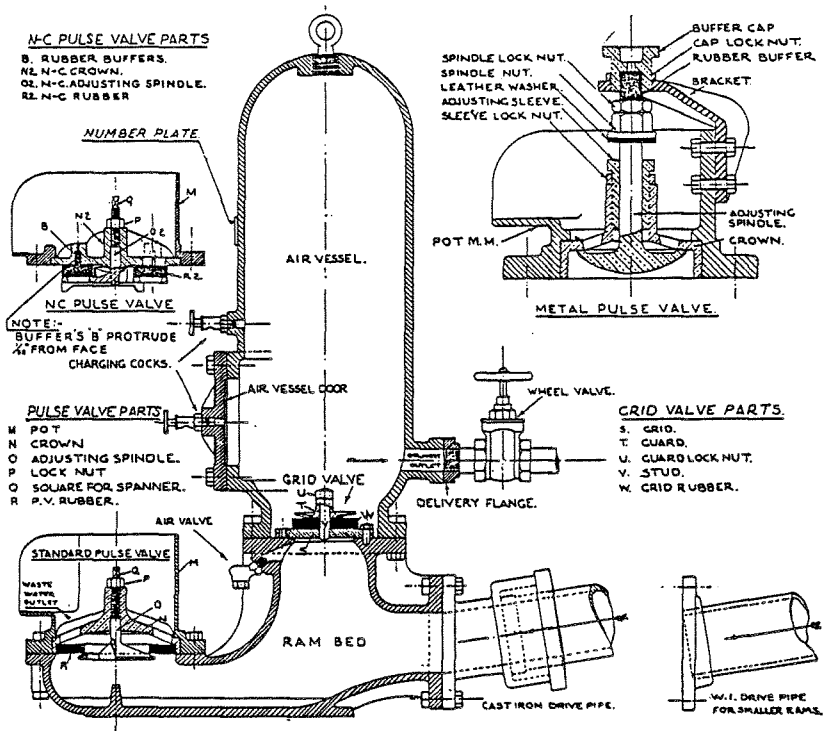 N-C PULSE VALVE PARTS
B. RUBBER BUFFERS.
N2. N-C CROWN.
O2. N-C. ADJUSTING SPINDLE.
R2. N-C RUBBER
NUMBER PLATE.
Q
P
M
N2
O2
B
R2
NC PULSE VALVE
NOTE:-
BUFFER'S "B" PROTRUDE
FROM FACE
CHARGING COCKS.
AIR VESSEL.
AIR VESSEL DOOR
SPINDLE LOCK NUT.
SPINDLE NUT.
LEATHER WASHER
ADJUSTING SLEEVE
SLEEVE LOCK NUT.
BUFFER CAP
CAP LOCK NUT.
RUBBER BUFFER
BRACKET
POT M.M.
ADJUSTING
SPINDLE.
CROWN.
METAL PULSE VALVE.
WHEEL VALVE.
PULSE VALVE PARTS
M POT
N CROWN
O ADJUSTING SPINDLE.
P LOCK NUT
Q SQUARE FOR SPANNER.
R P.V. RUBBER.
GRID VALVE PARTS.
S. GRID.
T. GUARD.
U. GUARD LOCK NUT.
V. STUD.
W. GRID RUBBER.
DELIVERY
OUTLET
DELIVERY FLANGE.
GRID VALVE
U
T
W
S
AIR VALVE
STANDARD PULSE VALVE
Q
P
M
WASTE
WATER
OUTLET
O
N
R
RAM BED
CAST IRON DRIVE PIPE.
W.I. DRIVE PIPE
FOR SMALLER RAMS.